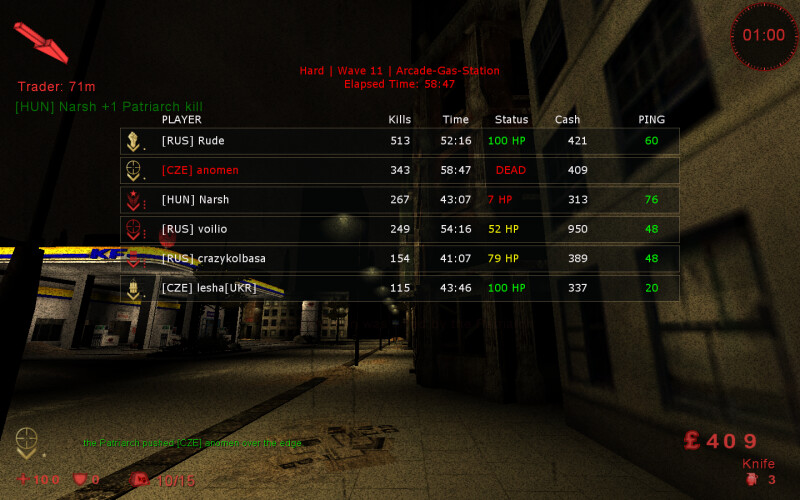 01:00
Hard | Wave 11 | Arcade-Gas-Station
Elapsed Time: 58:47
Trader: 71m
[HUN] Narsh +1 Patriarch kill
PLAYER Kills Time Status Cash PING
[RUS] Rude 513 52:16 100 HP 421 60
[CZE] anomen 343 58:47 DEAD 409
[HUN] Narsh 267 43:07 7 HP 313 76
[RUS] voilio 249 54:16 52 HP 950 48
[RUS] crazykolbasa 154 41:07 79 HP 389 48
[CZE] lesha[UKR] 115 43:46 100 HP 337 20
KF
the Patriarch pushed [CZE] anomen over the edge.
£409
Knife
100 0 10/15 3